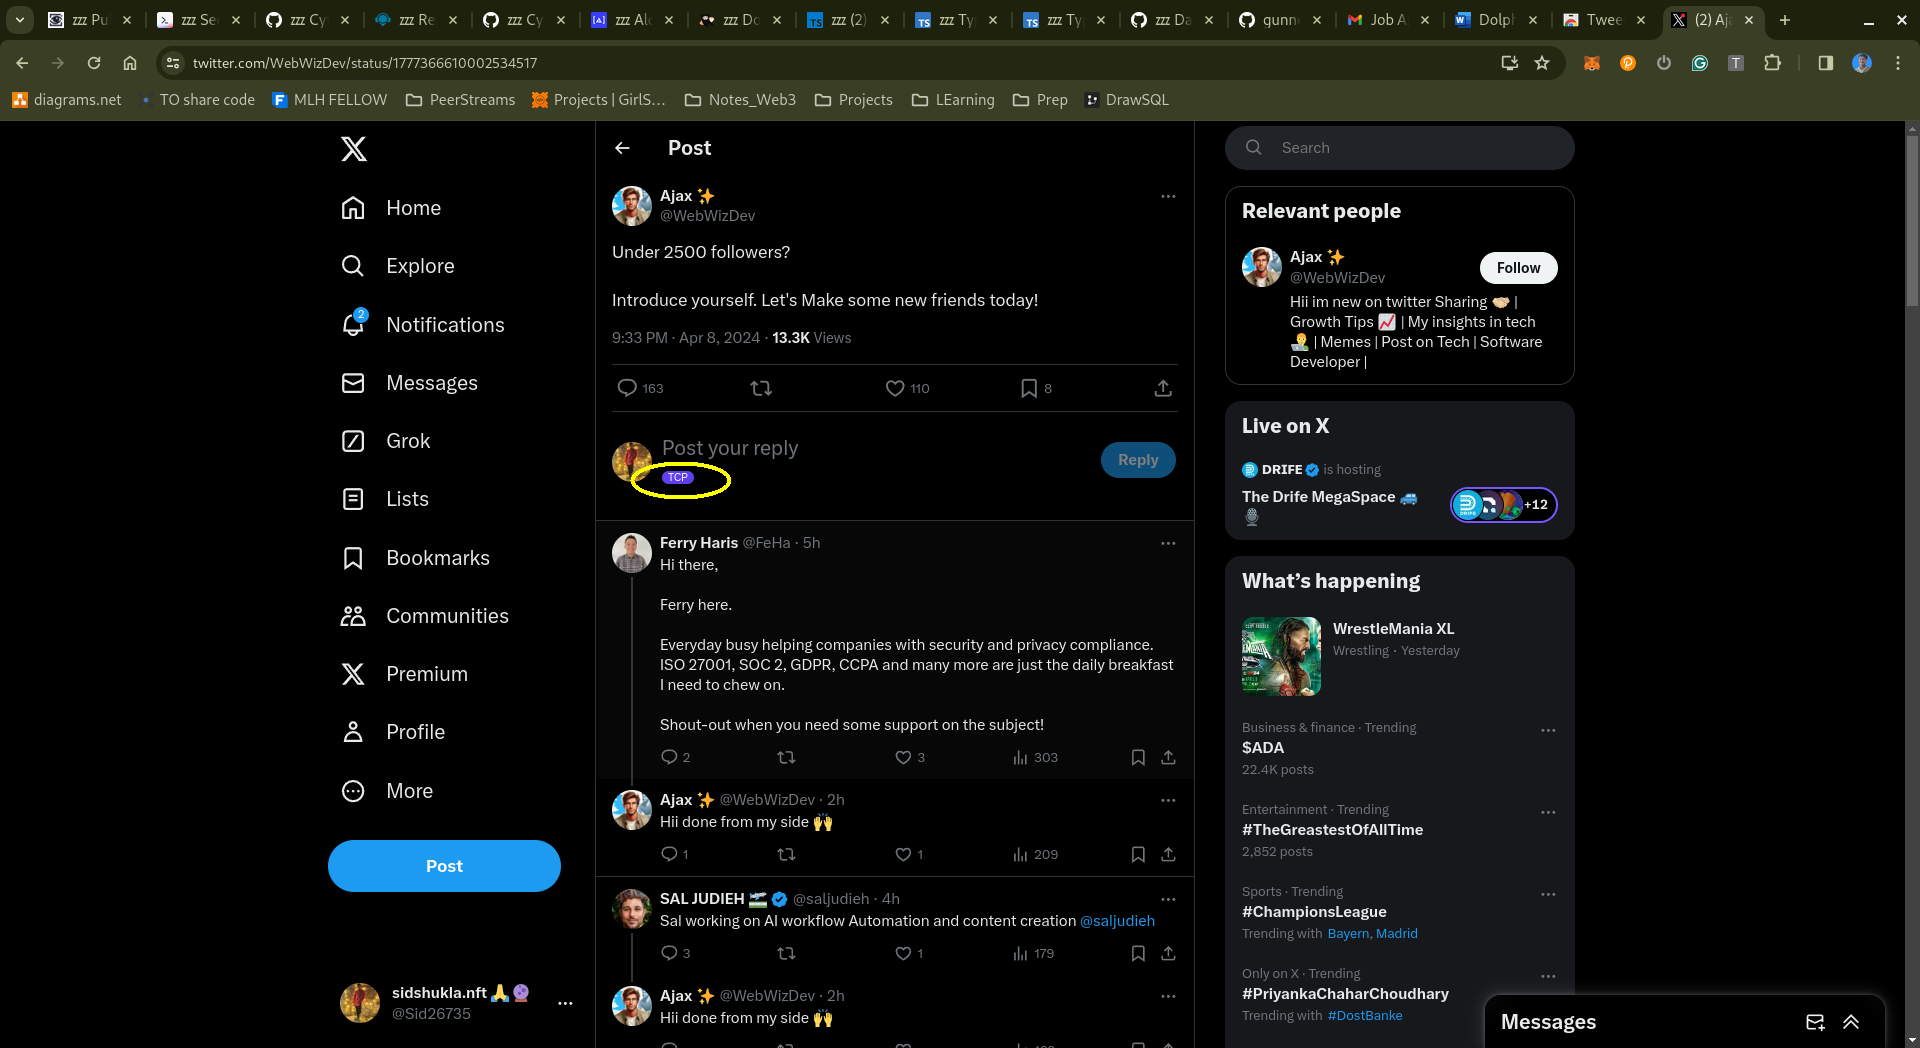 zzz Pu
zzz Se
zzz Cy
zzz Re
zzz Cy
zzz Al
zzz Do
zzz (2)
zzz Ty
zzz Ty
zzz Da
gunn
Job A
Dolph
Twee
(2) Aj
twitter.com/WebWizDev/status/1777366610002534517
diagrams.net
TO share code
MLH FELLOW
PeerStreams
Projects | GirlS...
Notes_Web3
Projects
LEarning
Prep
DrawSQL
Home
Explore
2
Notifications
Messages
Grok
Lists
Bookmarks
Communities
Premium
Profile
More
Post
sidshukla.nft 🙏🔮
@Sid26735
Post
Ajax ✨
@WebWizDev
Under 2500 followers?
Introduce yourself. Let's Make some new friends today!
9:33 PM · Apr 8, 2024 · 13.3K Views
163
110
8
Post your reply
TCP
Reply
Ferry Haris @FeHa · 5h
Hi there,
Ferry here.
Everyday busy helping companies with security and privacy compliance.
ISO 27001, SOC 2, GDPR, CCPA and many more are just the daily breakfast
I need to chew on.
Shout-out when you need some support on the subject!
2
3
303
Ajax ✨ @WebWizDev · 2h
Hii done from my side 🙌
1
1
209
SAL JUDIEH @saljudieh · 4h
Sal working on AI workflow Automation and content creation @saljudieh
3
1
179
Ajax ✨ @WebWizDev · 2h
Hii done from my side 🙌
Search
Relevant people
Ajax ✨
@WebWizDev
Follow
Hii im new on twitter Sharing 🤝 |
Growth Tips 📈 | My insights in tech
👨‍💻 | Memes | Post on Tech | Software
Developer |
Live on X
DRIFE is hosting
The Drife MegaSpace 🚙
🎙️
+12
What's happening
WrestleMania XL
Wrestling · Yesterday
Business & finance · Trending
$ADA
22.4K posts
Entertainment · Trending
#TheGreastestOfAllTime
2,852 posts
Sports · Trending
#ChampionsLeague
Trending with Bayern, Madrid
Only on X · Trending
#PriyankaChaharChoudhary
Trending with #DostBanke
Messages